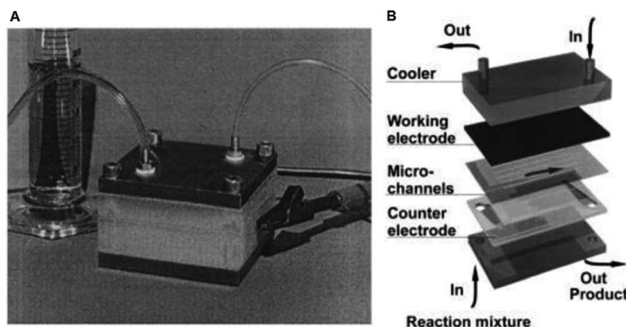 A
B
Out
In
Cooler
Working
electrode
Micro-
channels
Counter
electrode
In
Out
Product
Reaction mixture